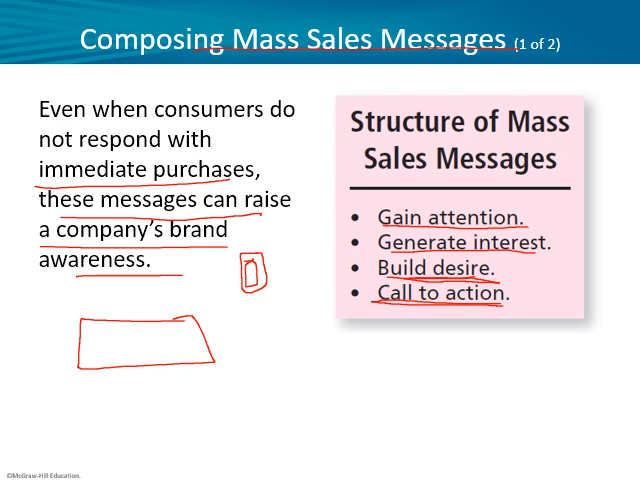 Composing Mass Sales Messages (1 of 2)
Even when consumers do
not respond with
immediate purchases,
these messages can raise
a company’s brand
awareness.
Structure of Mass
Sales Messages
• Gain attention.
• Generate interest.
• Build desire.
• Call to action.
©McGraw-Hill Education.